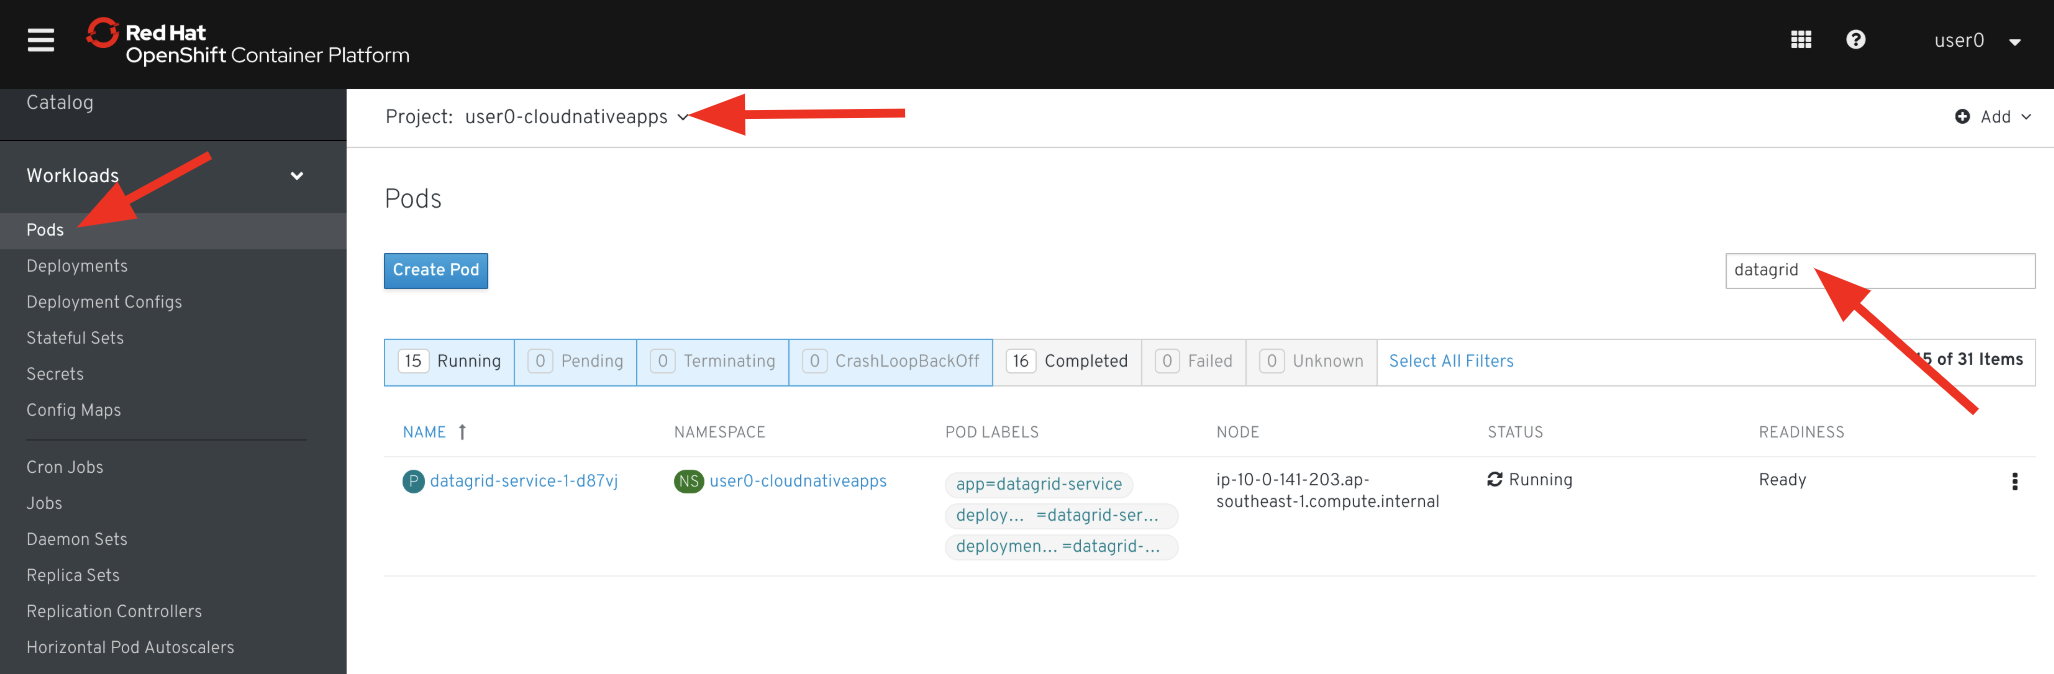 Red Hat
OpenShift Container Platform
user0
Catalog
Project: user0-cloudnativeapps
Add
Workloads
Pods
Pods
Deployments
Deployment Configs
Stateful Sets
Secrets
Config Maps
Cron Jobs
Jobs
Daemon Sets
Replica Sets
Replication Controllers
Horizontal Pod Autoscalers
Create Pod
datagrid
15 Running 0 Pending 0 Terminating 0 CrashLoopBackOff 16 Completed 0 Failed 0 Unknown Select All Filters of 31 Items
NAME NAMESPACE POD LABELS NODE STATUS READINESS
P datagrid-service-1-d87vj NS user0-cloudnativeapps
app=datagrid-service
deploy... =datagrid-ser...
deploymen... =datagrid-...
ip-10-0-141-203.ap-
southeast-1.compute.internal
Running
Ready